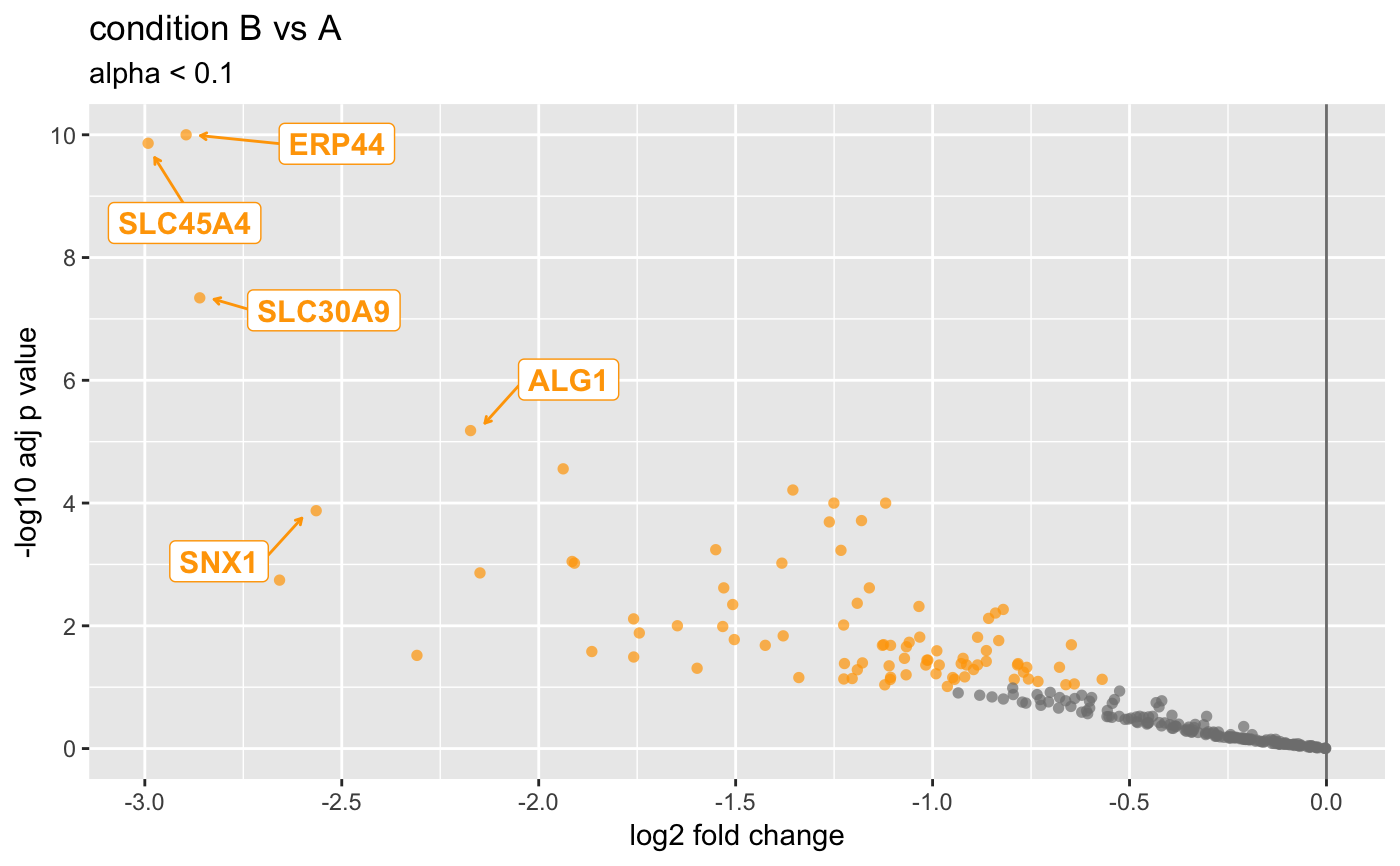 condition B vs A
alpha < 0.1
-log10 adj p value
10
8
6
4
2
0
ERP44
SLC45A4
SLC30A9
ALG1
SNX1
-3.0
-2.5
-2.0
-1.5
-1.0
-0.5
0.0
log2 fold change